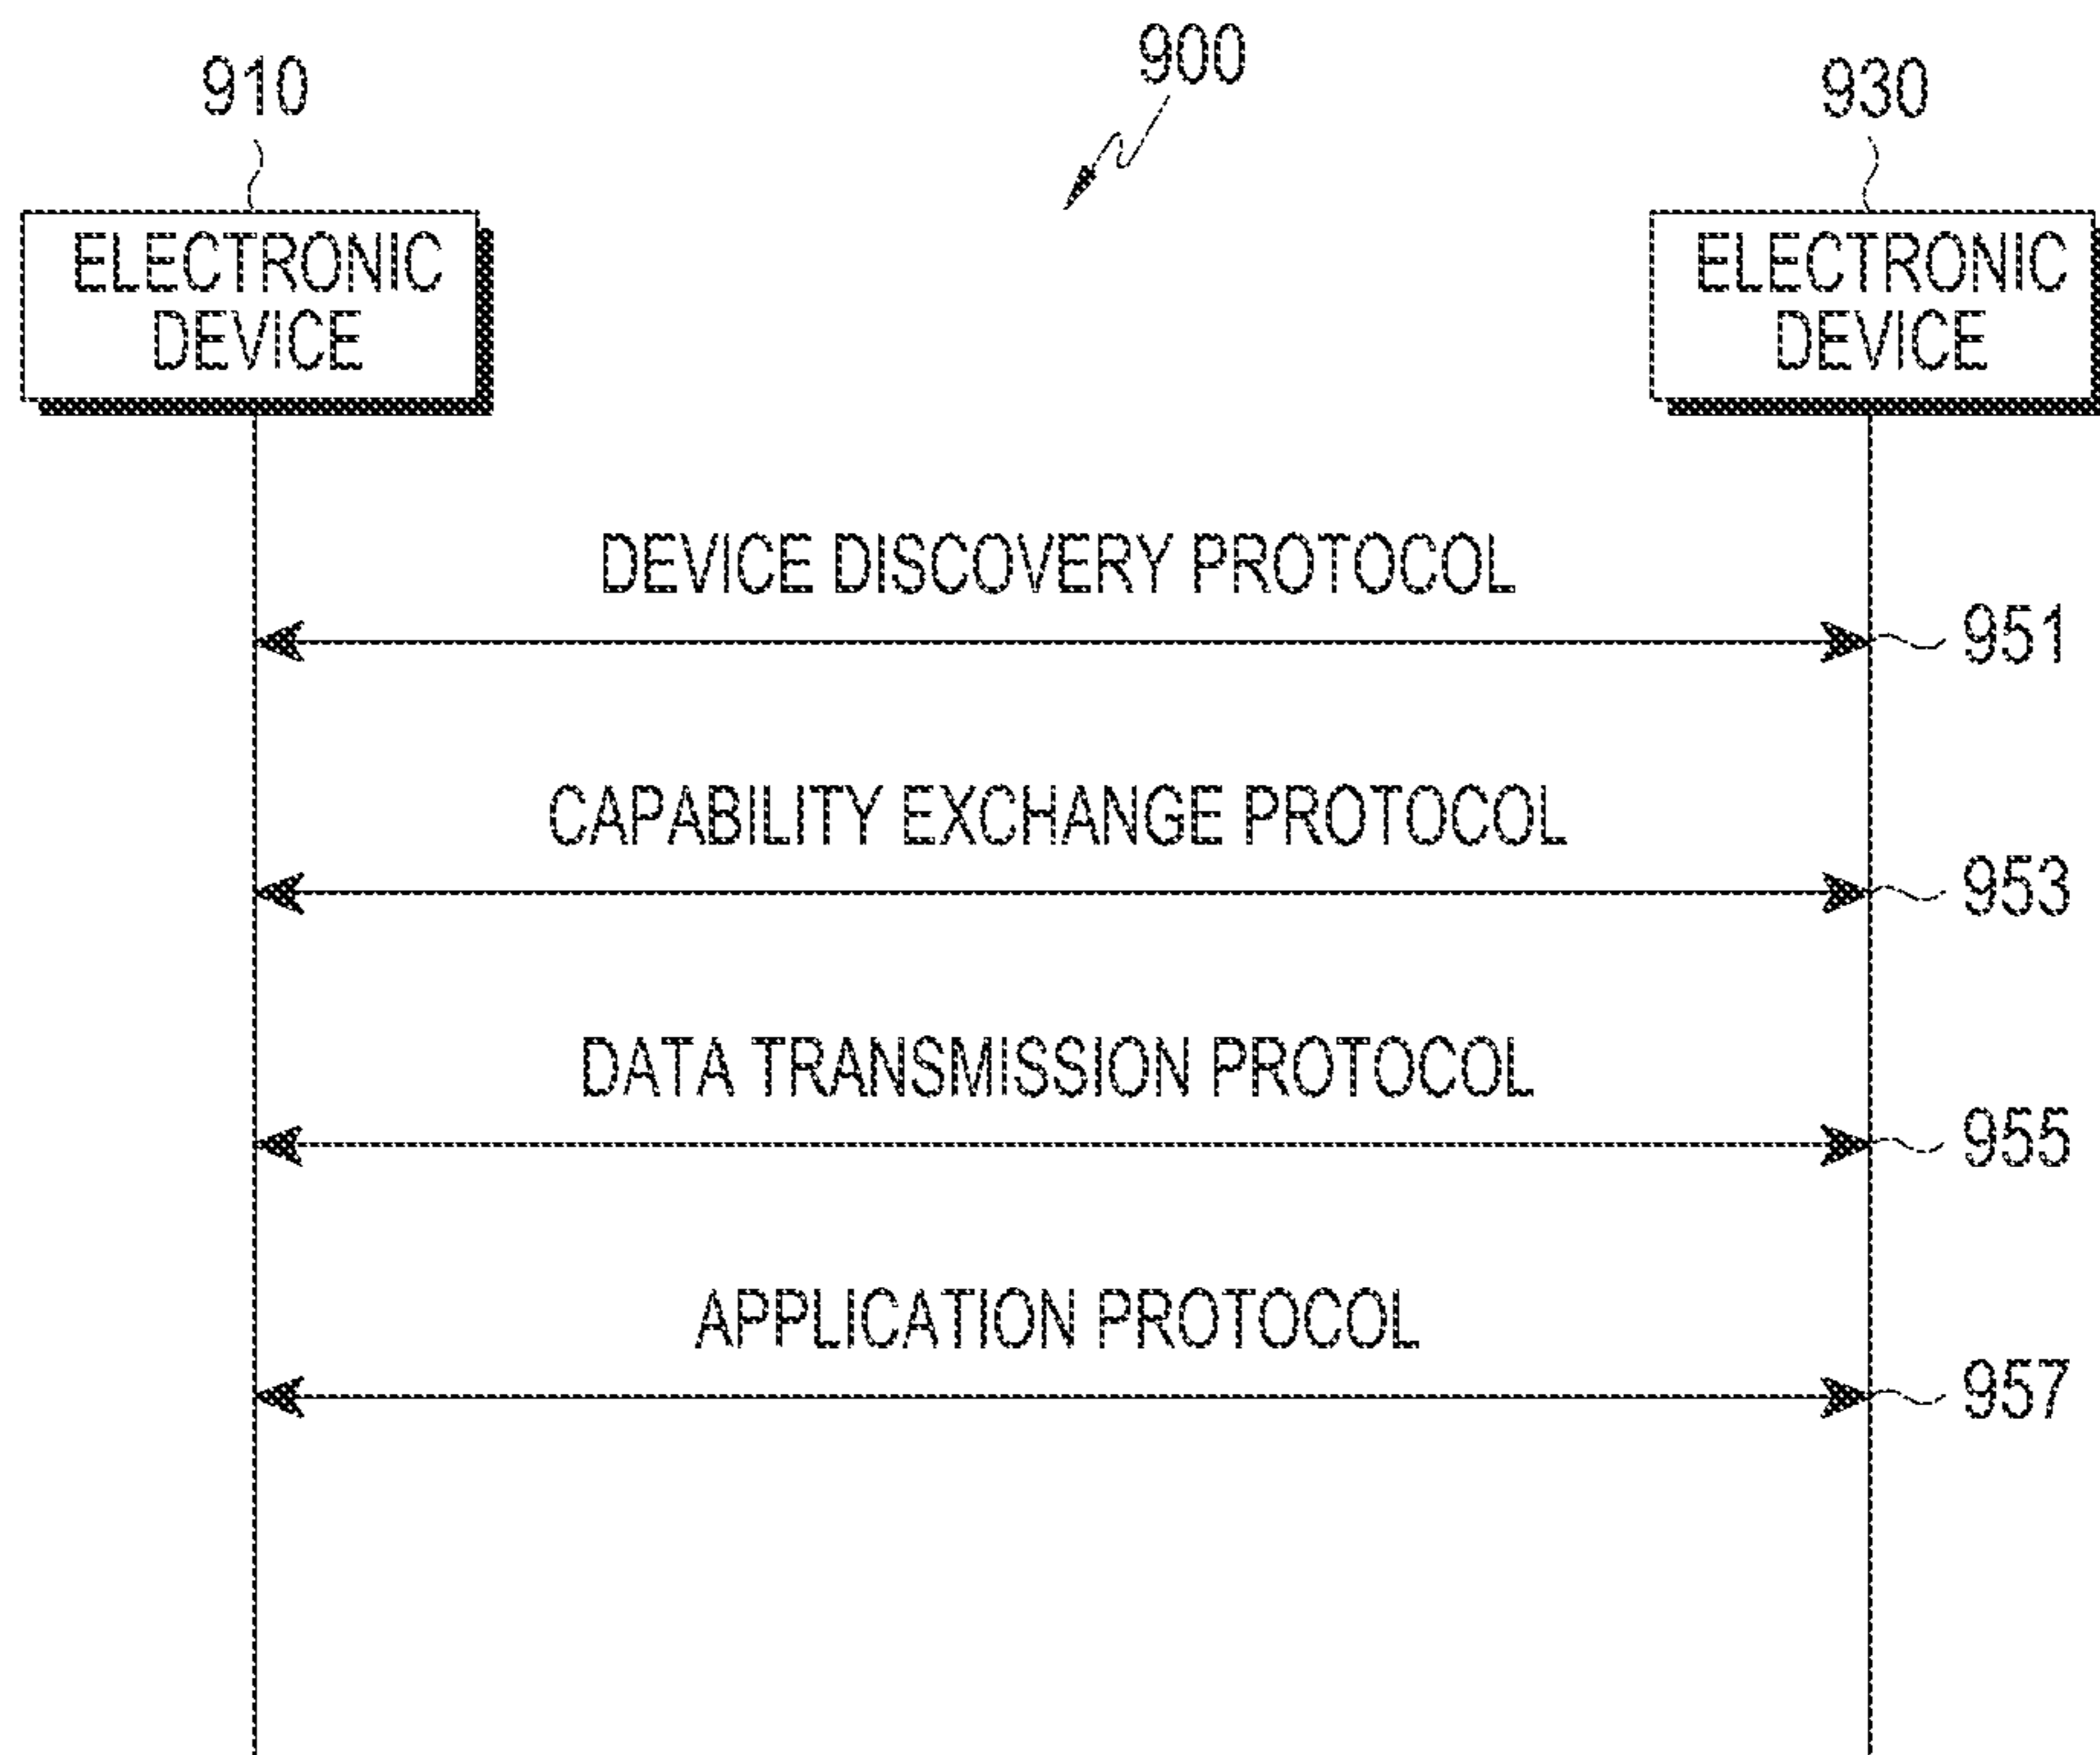 900
910
930
ELECTRONIC
DEVICE
ELECTRONIC
DEVICE
DEVICE DISCOVERY PROTOCOL
951
CAPABILITY EXCHANGE PROTOCOL
953
DATA TRANSMISSION PROTOCOL
955
APPLICATION PROTOCOL
957